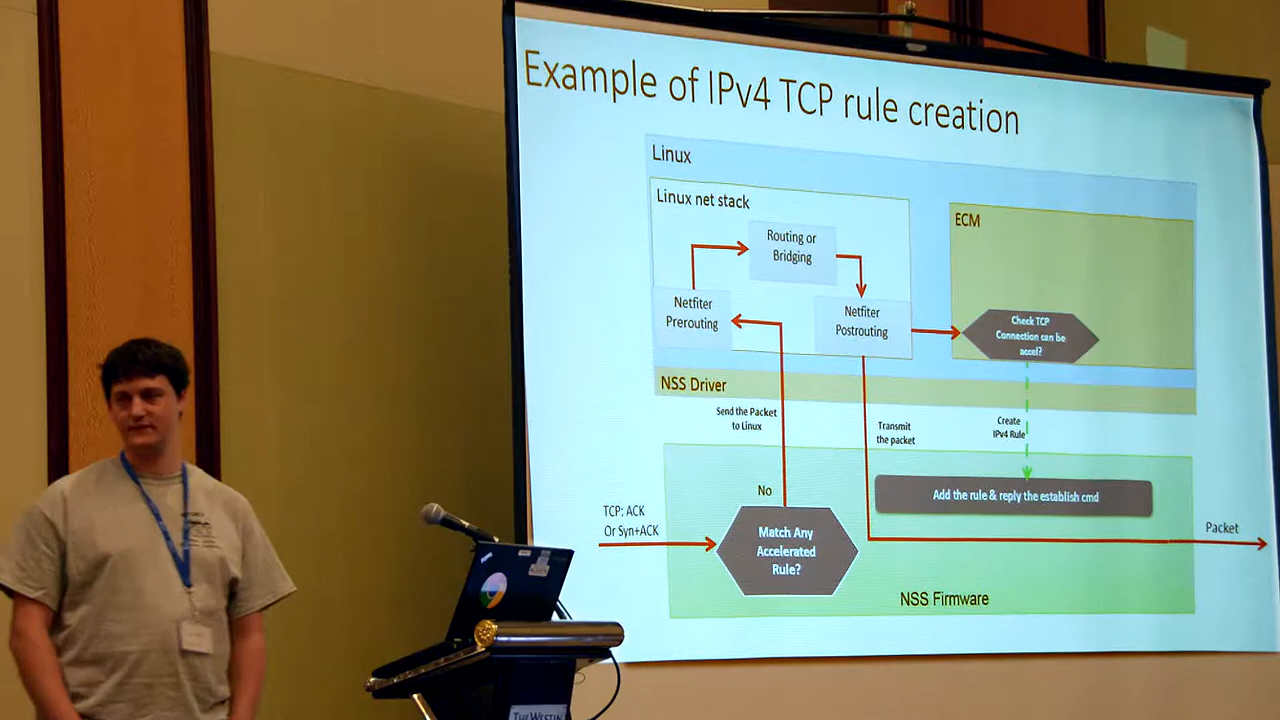 Example of IPv4 TCP rule creation
Linux
Linux net stack
ECM
Routing or
Bridging
Netfiter
Prerouting
Netfiter
Postrouting
Check TCP
Connection can be
accel?
NSS Driver
Send the Packet
to Linux
Transmit
the packet
Create
IPv4 Rule
No
Add the rule & reply the establish cmd
TCP: ACK
Or Syn+ACK
Match Any
Accelerated
Rule?
Packet
NSS Firmware
THE WESTIN